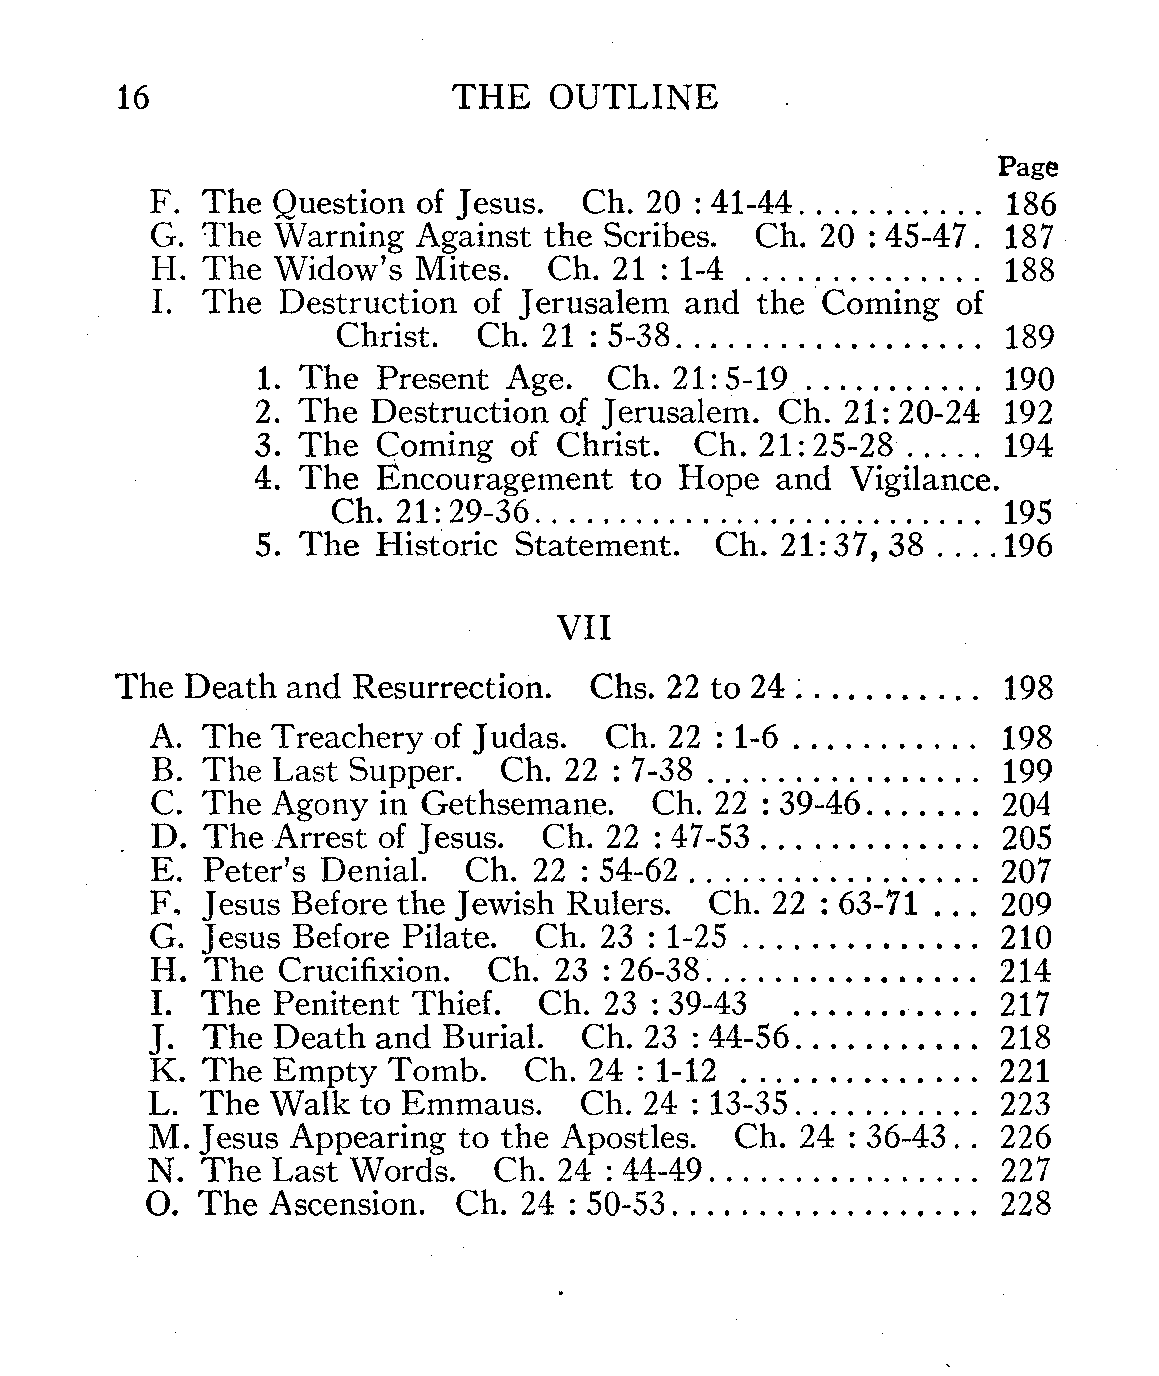 16 THE OUTLINE
Page
F. The Question of Jesus. Ch. 20 : 41-44........... 186
G. The Warning Against the Scribes. Ch. 20 : 45-47. 187
H. The Widow's Mites. Ch. 21 : 1-4 .............. 188
I. The Destruction of Jerusalem and the Coming of
Christ. Ch. 21 : 5-38.................. 189
1. The Present Age. Ch. 21: 5-19 ........... 190
2. The Destruction of Jerusalem. Ch. 21: 20-24 192
3. The Coming of Christ. Ch. 21: 25-28 ..... 194
4. The Encouragement to Hope and Vigilance.
Ch. 21: 29-36........................... 195
5. The Historic Statement. Ch. 21: 37, 38 ....196
VII
The Death and Resurrection. Chs. 22 to 24 ........... 198
A. The Treachery of Judas. Ch. 22 : 1-6 ........... 198
B. The Last Supper. Ch. 22 : 7-38 ................ 199
C. The Agony in Gethsemane. Ch. 22 : 39-46....... 204
D. The Arrest of Jesus. Ch. 22 : 47-53 ............. 205
E. Peter's Denial. Ch. 22 : 54-62 ................. 207
F. Jesus Before the Jewish Rulers. Ch. 22 : 63-71 ... 209
G. Jesus Before Pilate. Ch. 23 : 1-25 .............. 210
H. The Crucifixion. Ch. 23 : 26-38................ 214
I. The Penitent Thief. Ch. 23 : 39-43 ........... 217
J. The Death and Burial. Ch. 23 : 44-56........... 218
K. The Empty Tomb. Ch. 24 : 1-12 .............. 221
L. The Walk to Emmaus. Ch. 24 : 13-35........... 223
M. Jesus Appearing to the Apostles. Ch. 24 : 36-43.. 226
N. The Last Words. Ch. 24 : 44-49................ 227
O. The Ascension. Ch. 24 : 50-53.................. 228